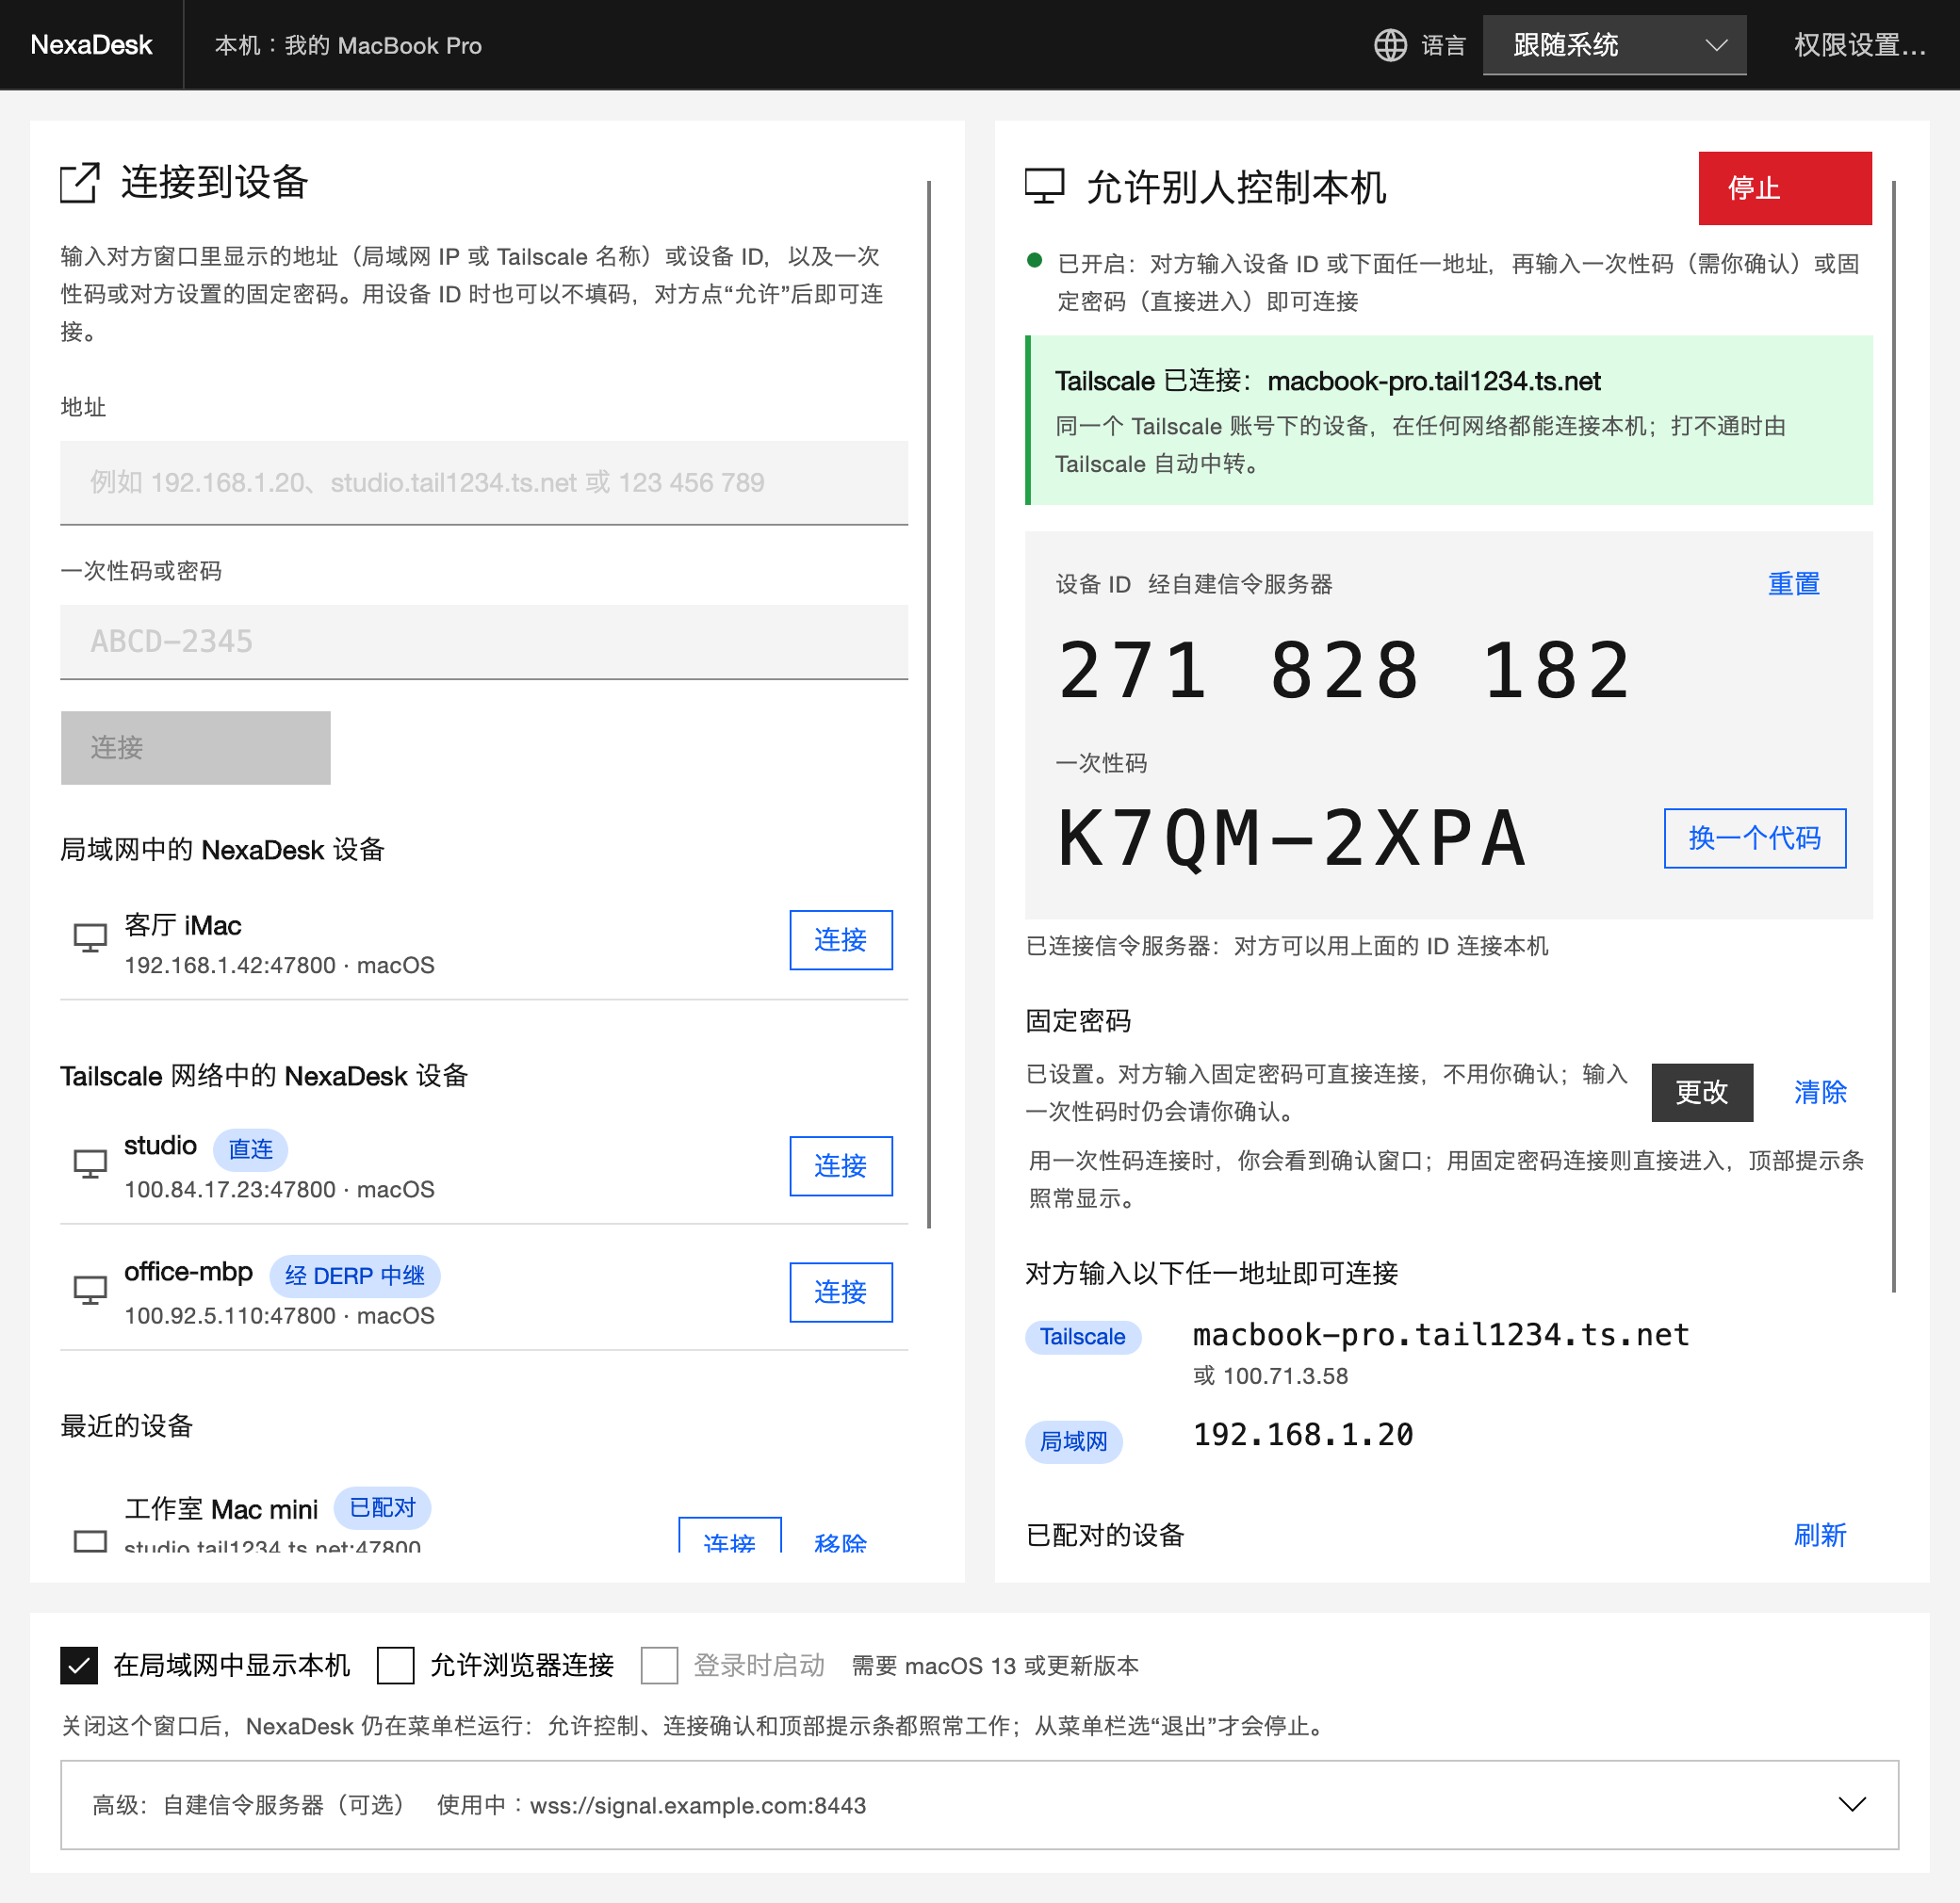 NexaDesk
本机：我的 MacBook Pro
语言
跟随系统
权限设置...
连接到设备
输入对方窗口里显示的地址（局域网 IP 或 Tailscale 名称）或设备 ID，以及一次
性码或对方设置的固定密码。用设备 ID 时也可以不填码，对方点“允许”后即可连
接。
地址
例如 192.168.1.20、studio.tail1234.ts.net 或 123 456 789
一次性码或密码
ABCD-2345
连接
局域网中的 NexaDesk 设备
客厅 iMac
192.168.1.42:47800 · macOS
连接
Tailscale 网络中的 NexaDesk 设备
studio 直连
100.84.17.23:47800 · macOS
连接
office-mbp 经 DERP 中继
100.92.5.110:47800 · macOS
连接
最近的设备
工作室 Mac mini 已配对
studio.tail1234.ts.net:47800
连接 移除
允许别人控制本机
停止
已开启：对方输入设备 ID 或下面任一地址，再输入一次性码（需你确认）或固
定密码（直接进入）即可连接
Tailscale 已连接：macbook-pro.tail1234.ts.net
同一个 Tailscale 账号下的设备，在任何网络都能连接本机；打不通时由
Tailscale 自动中转。
设备 ID 经自建信令服务器
重置
271 828 182
一次性码
K7QM-2XPA
换一个代码
已连接信令服务器：对方可以用上面的 ID 连接本机
固定密码
已设置。对方输入固定密码可直接连接，不用你确认；输入
一次性码时仍会请你确认。
更改 清除
用一次性码连接时，你会看到确认窗口；用固定密码连接则直接进入，顶部提示条
照常显示。
对方输入以下任一地址即可连接
Tailscale macbook-pro.tail1234.ts.net
或 100.71.3.58
局域网 192.168.1.20
已配对的设备 刷新
在局域网中显示本机 允许浏览器连接 登录时启动 需要 macOS 13 或更新版本
关闭这个窗口后，NexaDesk 仍在菜单栏运行：允许控制、连接确认和顶部提示条都照常工作；从菜单栏选“退出”才会停止。
高级：自建信令服务器（可选） 使用中：wss://signal.example.com:8443